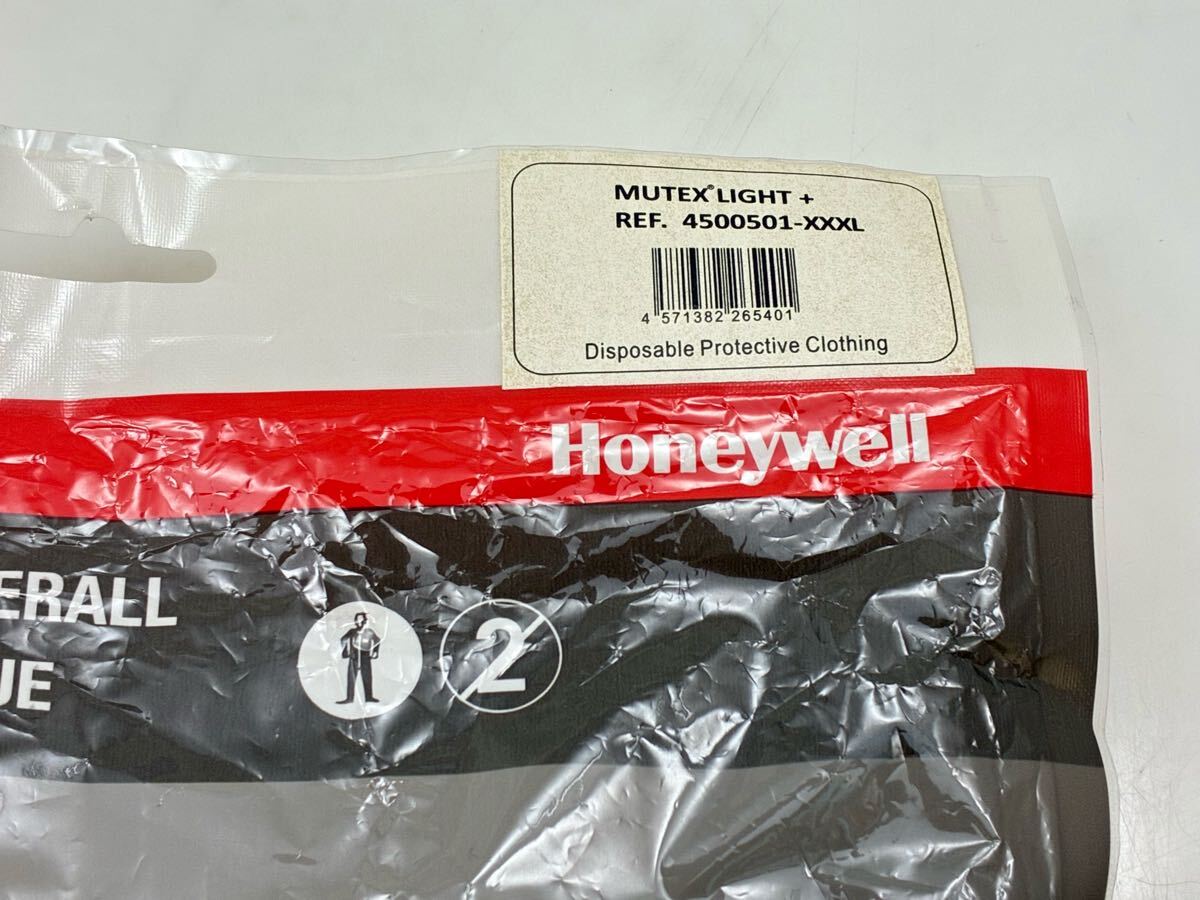 MUTEX® LIGHT +
REF. 4500501-XXXL
4 571382 265401
Disposable Protective Clothing
Honeywell
ERALL
UE
2